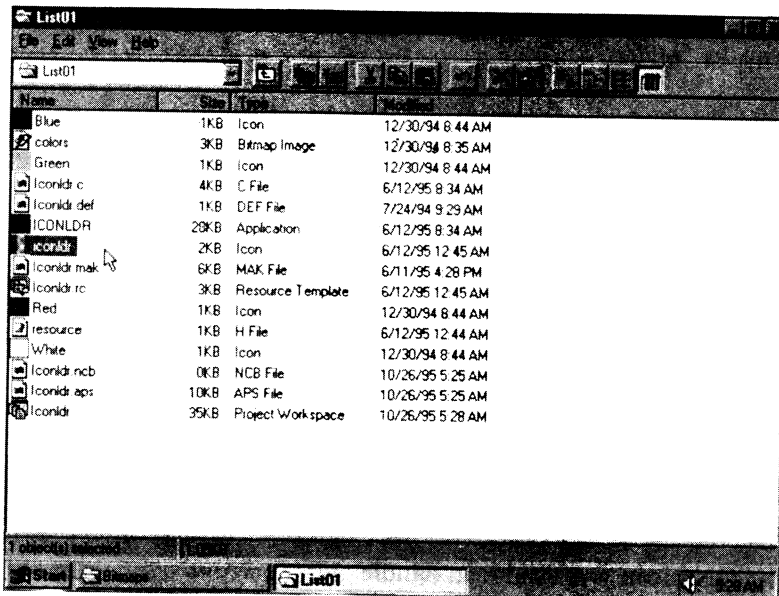 List01
File Edit View Help
List01
Name Size Type Modified
Blue 1KB Icon 12/30/94 8:44 AM
colors 3KB Bitmap Image 12/30/94 8:35 AM
Green 1KB Icon 12/30/94 8:44 AM
Iconldr.c 4KB C File 6/12/95 8:34 AM
Iconldr.def 1KB DEF File 7/24/94 9:29 AM
ICONLDR 28KB Application 6/12/95 8:34 AM
iconldr 2KB Icon 6/12/95 12:45 AM
Iconldr.mak 6KB MAK File 6/11/95 4:28 PM
Iconldr.rc 3KB Resource Template 6/12/95 12:45 AM
Red 1KB Icon 12/30/94 8:44 AM
resource 1KB H File 6/12/95 12:44 AM
White 1KB Icon 12/30/94 8:44 AM
Iconldr.ncb 0KB NCB File 10/26/95 5:25 AM
Iconldr.aps 10KB APS File 10/26/95 5:25 AM
Iconldr 35KB Project Workspace 10/26/95 5:28 AM
1 object(s) selected
Start Bitmaps List01 5:28 AM